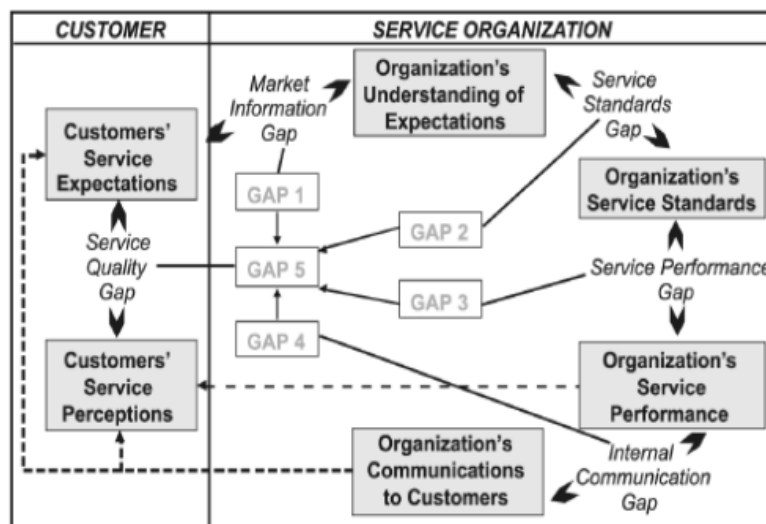 CUSTOMER
SERVICE ORGANIZATION
Organization's
Understanding of
Expectations
Market
Information
Gap
Service
Standards
Gap
Customers'
Service
Expectations
Organization's
Service Standards
GAP 1
GAP 2
Service
Quality
Gap
GAP 5
Service Performance
Gap
GAP 3
GAP 4
Customers'
Service
Perceptions
Organization's
Service
Performance
Organization's
Communications
to Customers
Internal
Communication
Gap